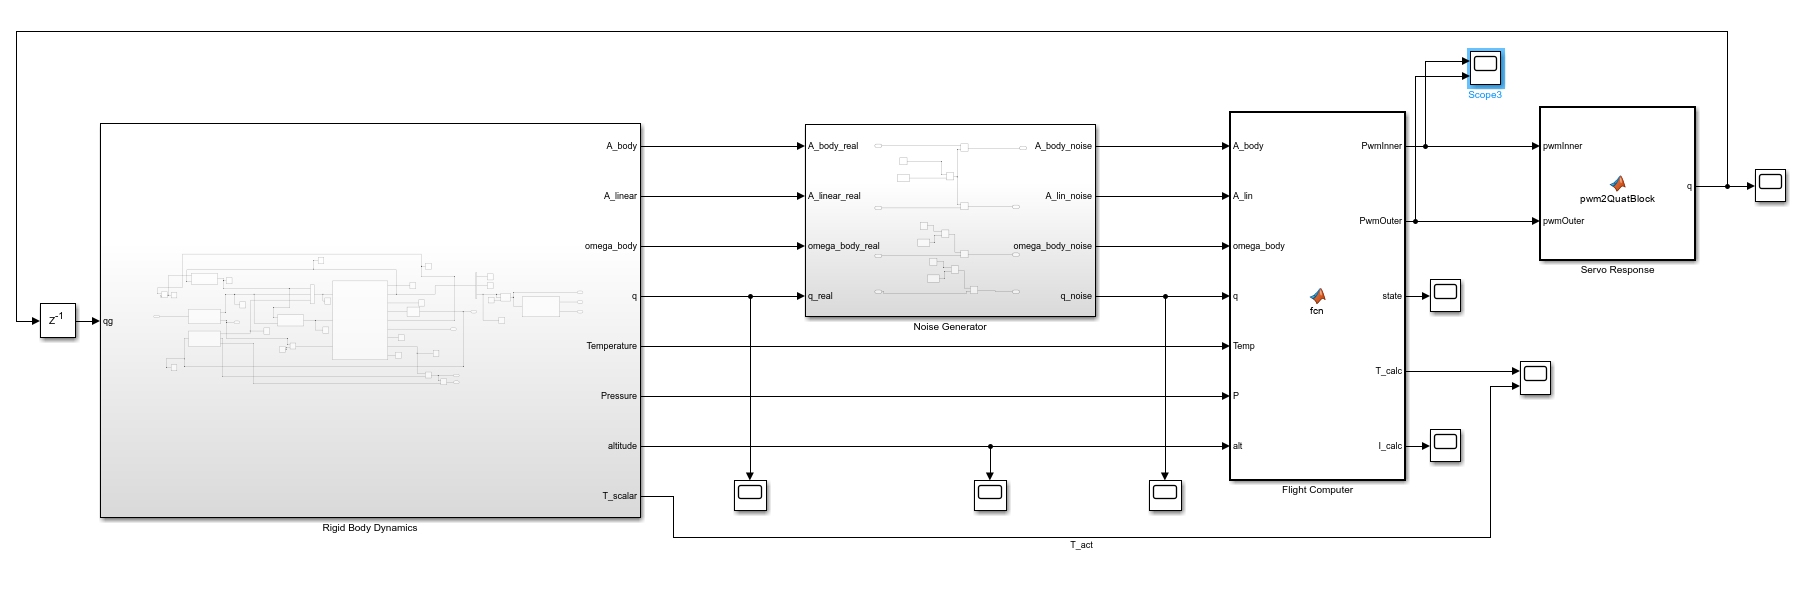 Scope3
A_body
A_linear
omega_body
q
Temperature
Pressure
altitude
T_scalar
qg
Z-1
Rigid Body Dynamics
A_body_real
A_linear_real
omega_body_real
q_real
A_body_noise
A_lin_noise
omega_body_noise
q_noise
Noise Generator
A_body
A_lin
omega_body
q
Temp
P
alt
fcn
PwmInner
PwmOuter
state
T_calc
I_calc
Flight Computer
pwmInner
pwmOuter
pwm2QuatBlock
q
Servo Response
T_act